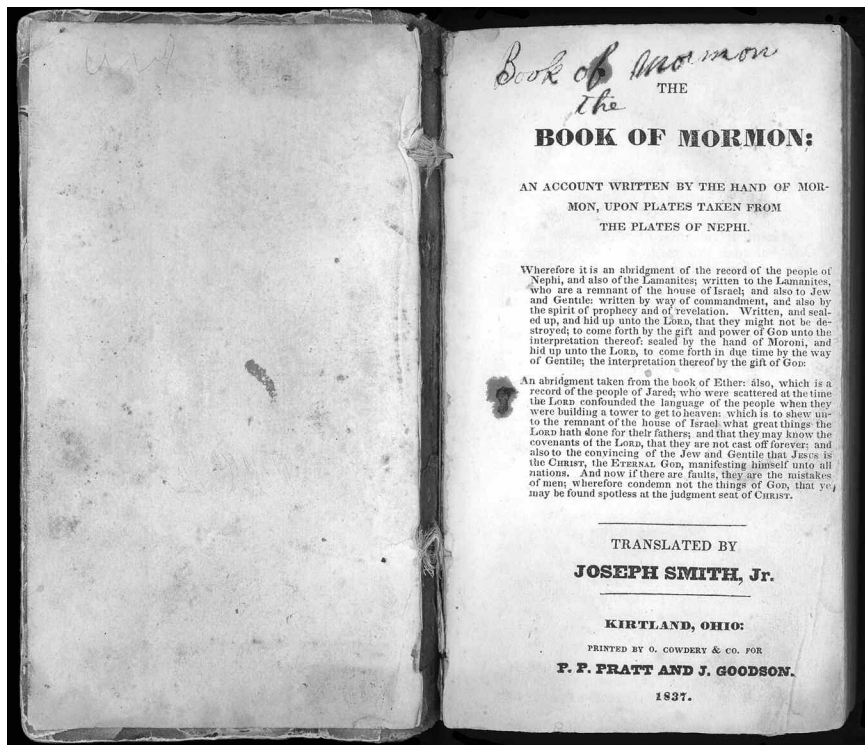 Book of Mormon
the
THE
BOOK OF MORMON:
AN ACCOUNT WRITTEN BY THE HAND OF MOR-
MON, UPON PLATES TAKEN FROM
THE PLATES OF NEPHI.
Wherefore it is an abridgment of the record of the people of
Nephi, and also of the Lamanites; written to the Lamanites,
who are a remnant of the house of Israel; and also to Jew
and Gentile: written by way of commandment, and also by
the spirit of prophecy and of revelation. Written, and seal-
ed up, and hid up unto the LORD, that they might not be de-
stroyed; to come forth by the gift and power of GOD unto the
interpretation thereof: sealed by the hand of Moroni, and
hid up unto the LORD, to come forth in due time by the way
of Gentile; the interpretation thereof by the gift of GOD:
An abridgment taken from the book of Ether: also, which is a
record of the people of Jared; who were scattered at the time
the LORD confounded the language of the people when they
were building a tower to get to heaven: which is to shew un-
to the remnant of the house of Israel what great things the
LORD hath done for their fathers; and that they may know the
covenants of the LORD, that they are not cast off forever; and
also to the convincing of the Jew and Gentile that JESUS is
the CHRIST, the ETERNAL GOD, manifesting himself unto all
nations. And now if there are faults, they are the mistakes
of men; wherefore condemn not the things of GOD, that ye
may be found spotless at the judgment seat of CHRIST.
TRANSLATED BY
JOSEPH SMITH, Jr.
KIRTLAND, OHIO:
PRINTED BY O. COWDERY & CO. FOR
P. P. PRATT AND J. GOODSON.
1837.